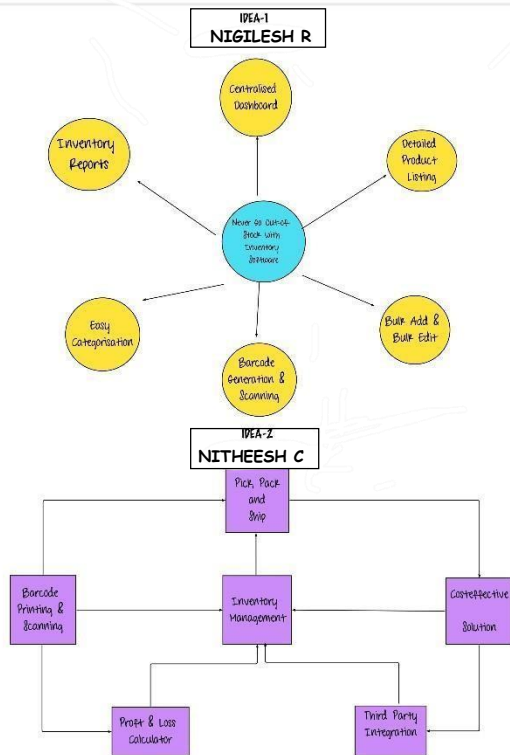 IDEA-1
NIGILESH R
Centralised
Dashboard
Inventory
Reports
Detailed
Product
Listing
Never Go Out-of-
Stock with
Inventory
Software
Easy
Categorisation
Bulk Add &
Bulk Edit
Barcode
Generation &
Scanning
IDEA-2
NITHEESH C
Pick, Pack
and
Ship
Barcode
Printing &
Scanning
Inventory
Management
Costeffective
Solution
Profit & Loss
Calculator
Third Party
Integration